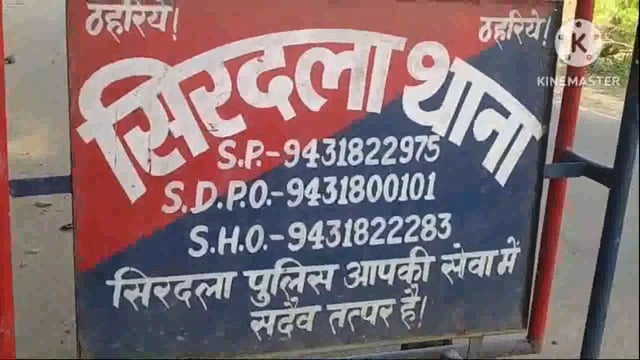 ठहरिये! ठहरिये!
K
KINEMASTER
सिरदला थाना
S.P.-9431822975
S.D.P.O.-9431800101
S.H.O-9431822283
सिरदला पुलिस आपकी सेवा में
सदैव तत्पर है!